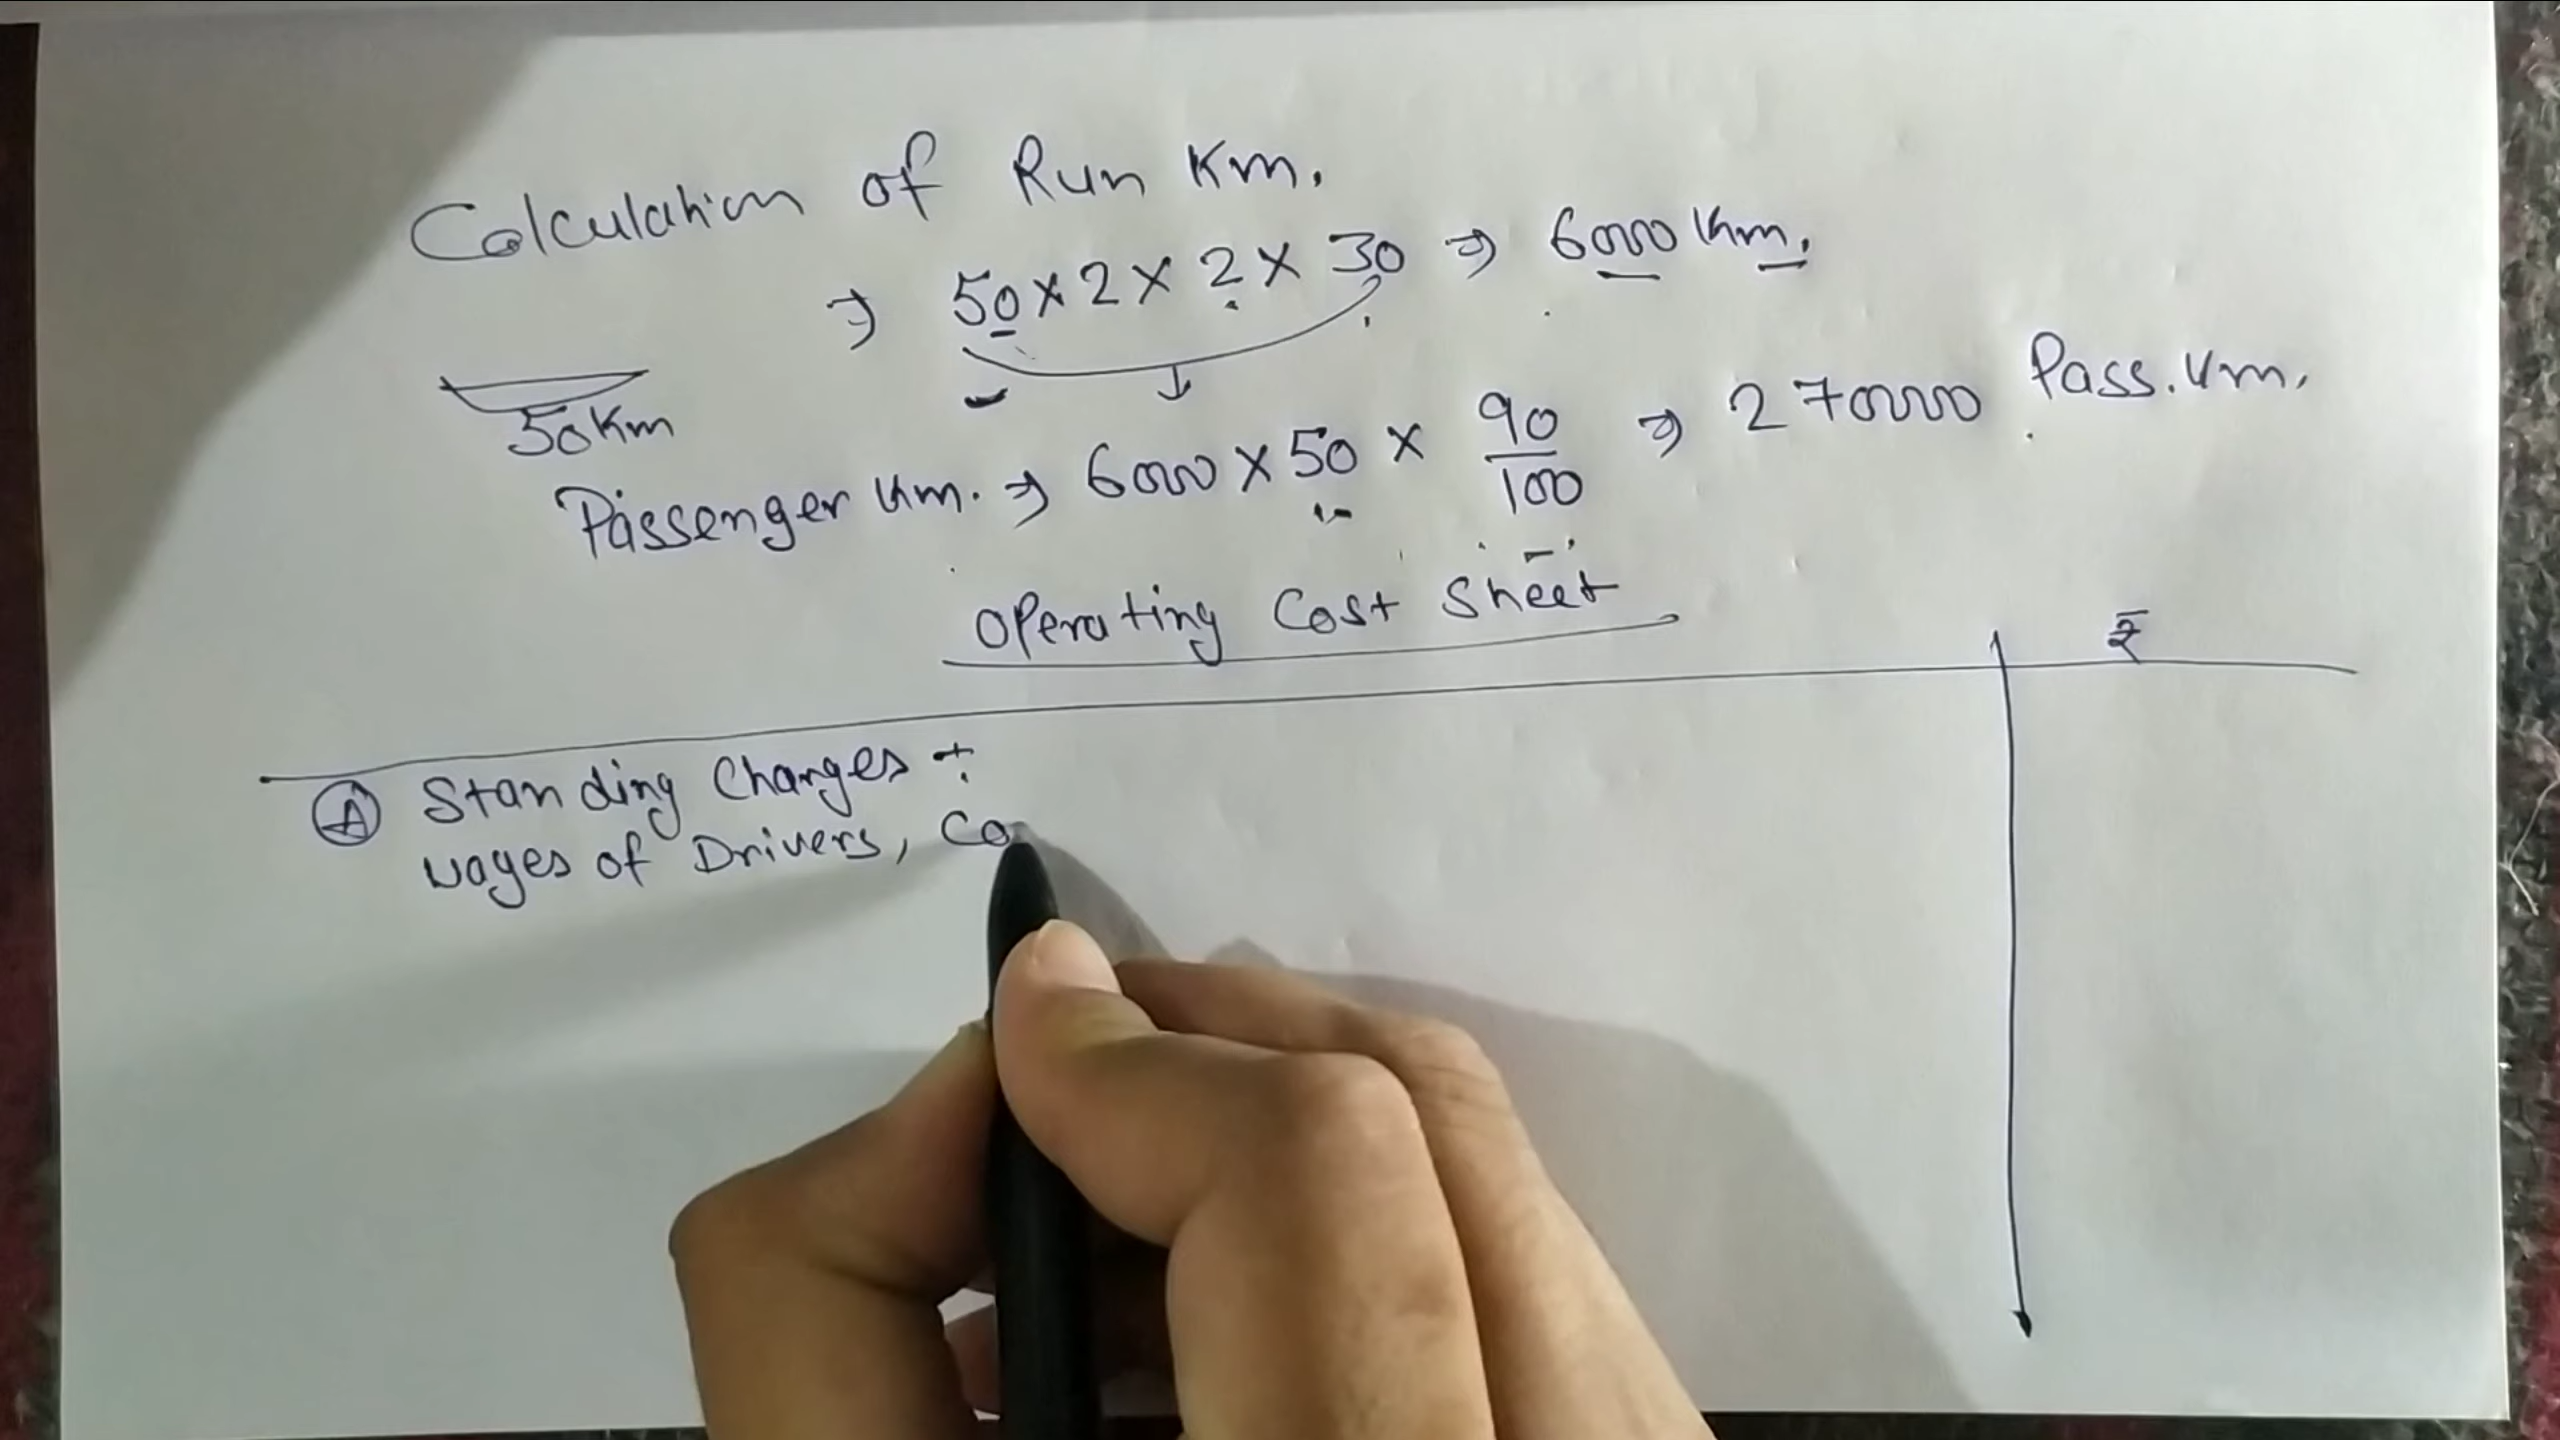 Calculation of Run Km.
⇒ 50 × 2 × 2 × 30 ⇒ 6000 Km.
50 Km
Passenger Km. ⇒ 6000 × 50 × 90/100 ⇒ 270000 Pass. Km.
Operating Cost Sheet
₹
Ⓐ Standing Charges :-
wages of Drivers, Co